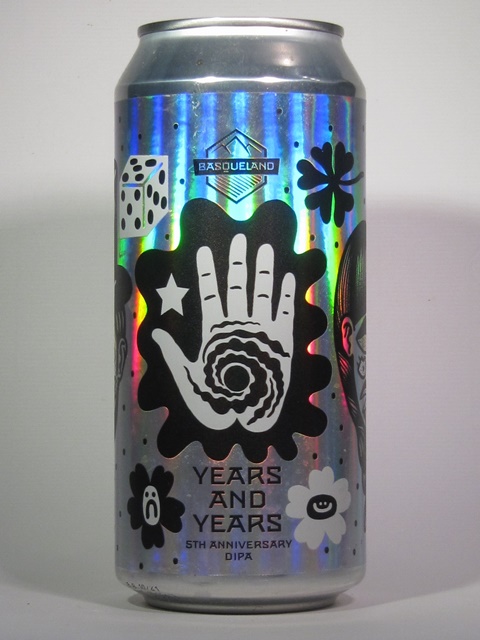 BASQUELAND
YEARS
AND
YEARS
5TH ANNIVERSARY
DIPA